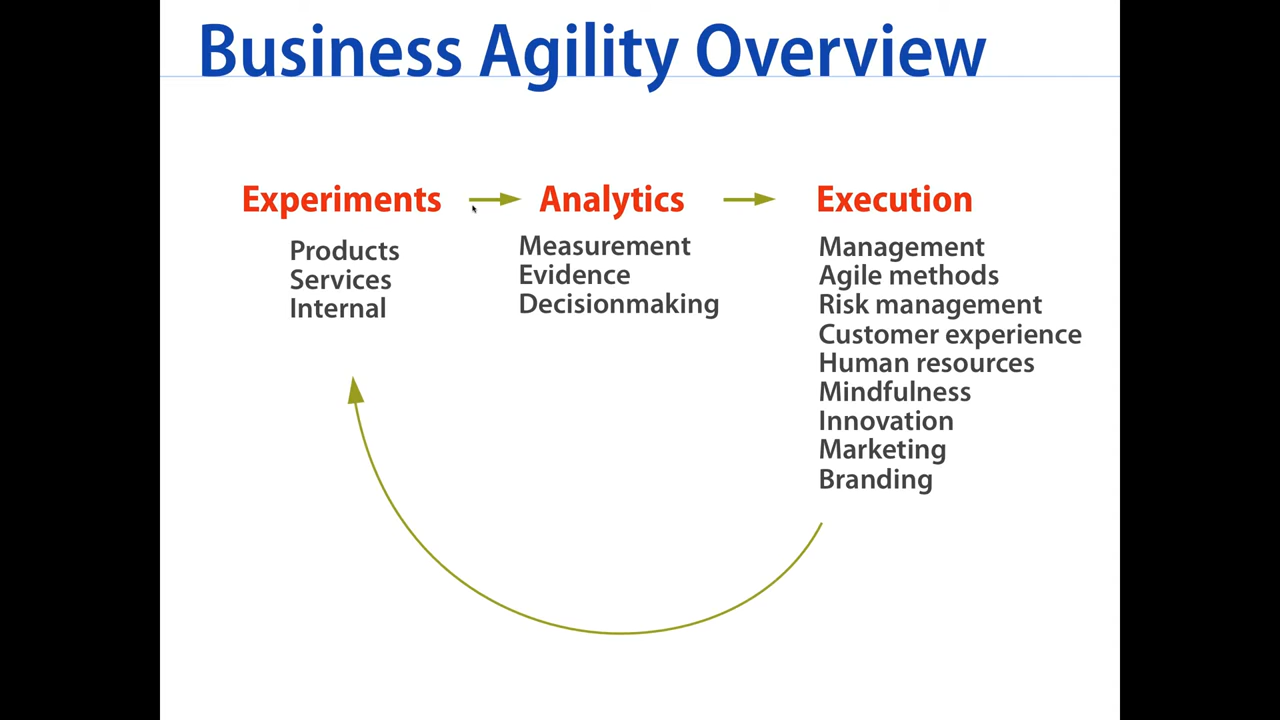 Business Agility Overview
Experiments
Products
Services
Internal
Analytics
Measurement
Evidence
Decisionmaking
Execution
Management
Agile methods
Risk management
Customer experience
Human resources
Mindfulness
Innovation
Marketing
Branding